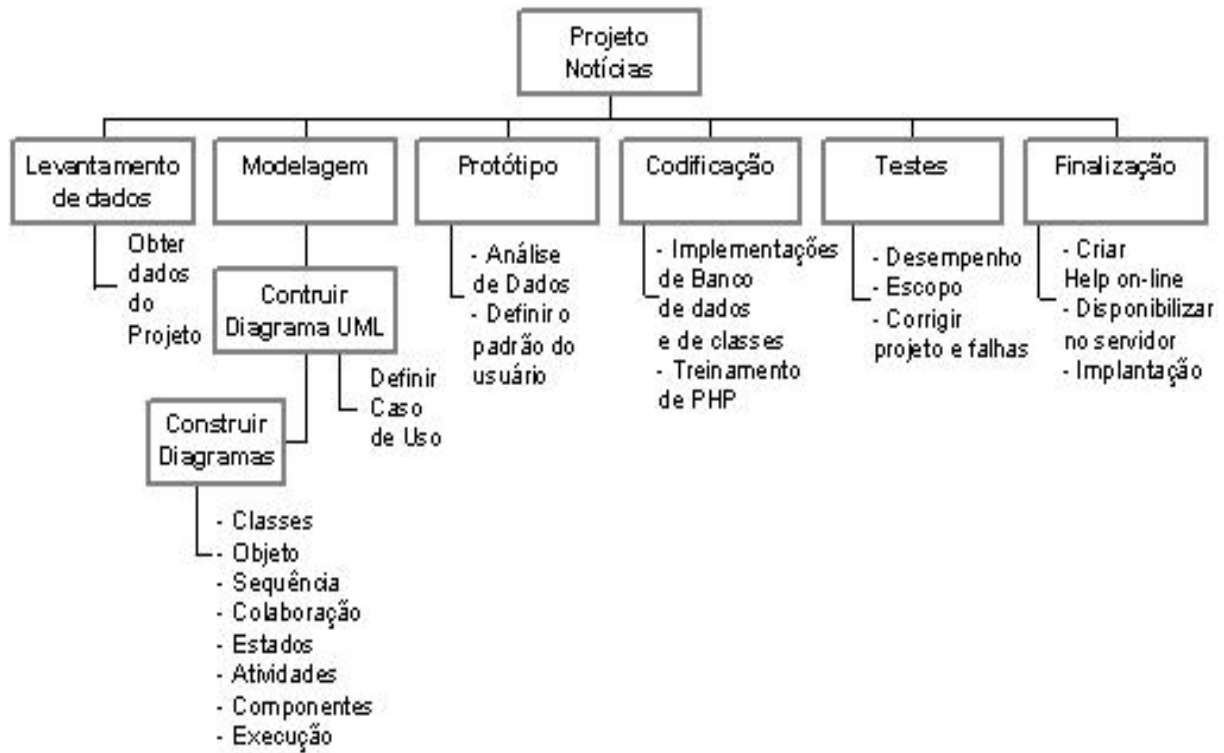 Projeto
Notícias
Levantamento
de dados
Modelagem
Protótipo
Codificação
Testes
Finalização
Obter
dados
do
Projeto
Contruir
Diagrama UML
Definir
Caso
de Uso
Construir
Diagramas
- Classes
- Objeto
- Sequência
- Colaboração
- Estados
- Atividades
- Componentes
- Execução
- Análise
de Dados
- Definir o
padrão do
usuário
- Implementações
de Banco
de dados
e de classes
- Treinamento
de PHP
- Desempenho
- Escopo
- Corrigir
projeto e falhas
- Criar
Help on-line
- Disponibilizar
no servidor
- Implantação